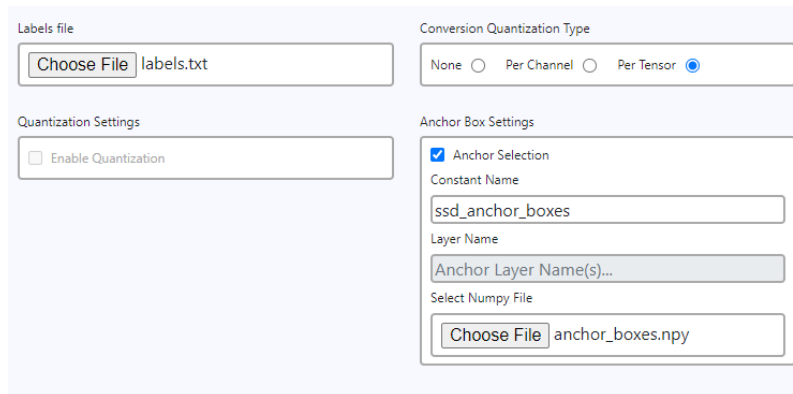 Labels file
Choose File labels.txt
Conversion Quantization Type
None Per Channel Per Tensor
Quantization Settings
Enable Quantization
Anchor Box Settings
Anchor Selection
Constant Name
ssd_anchor_boxes
Layer Name
Anchor Layer Name(s)...
Select Numpy File
Choose File anchor_boxes.npy